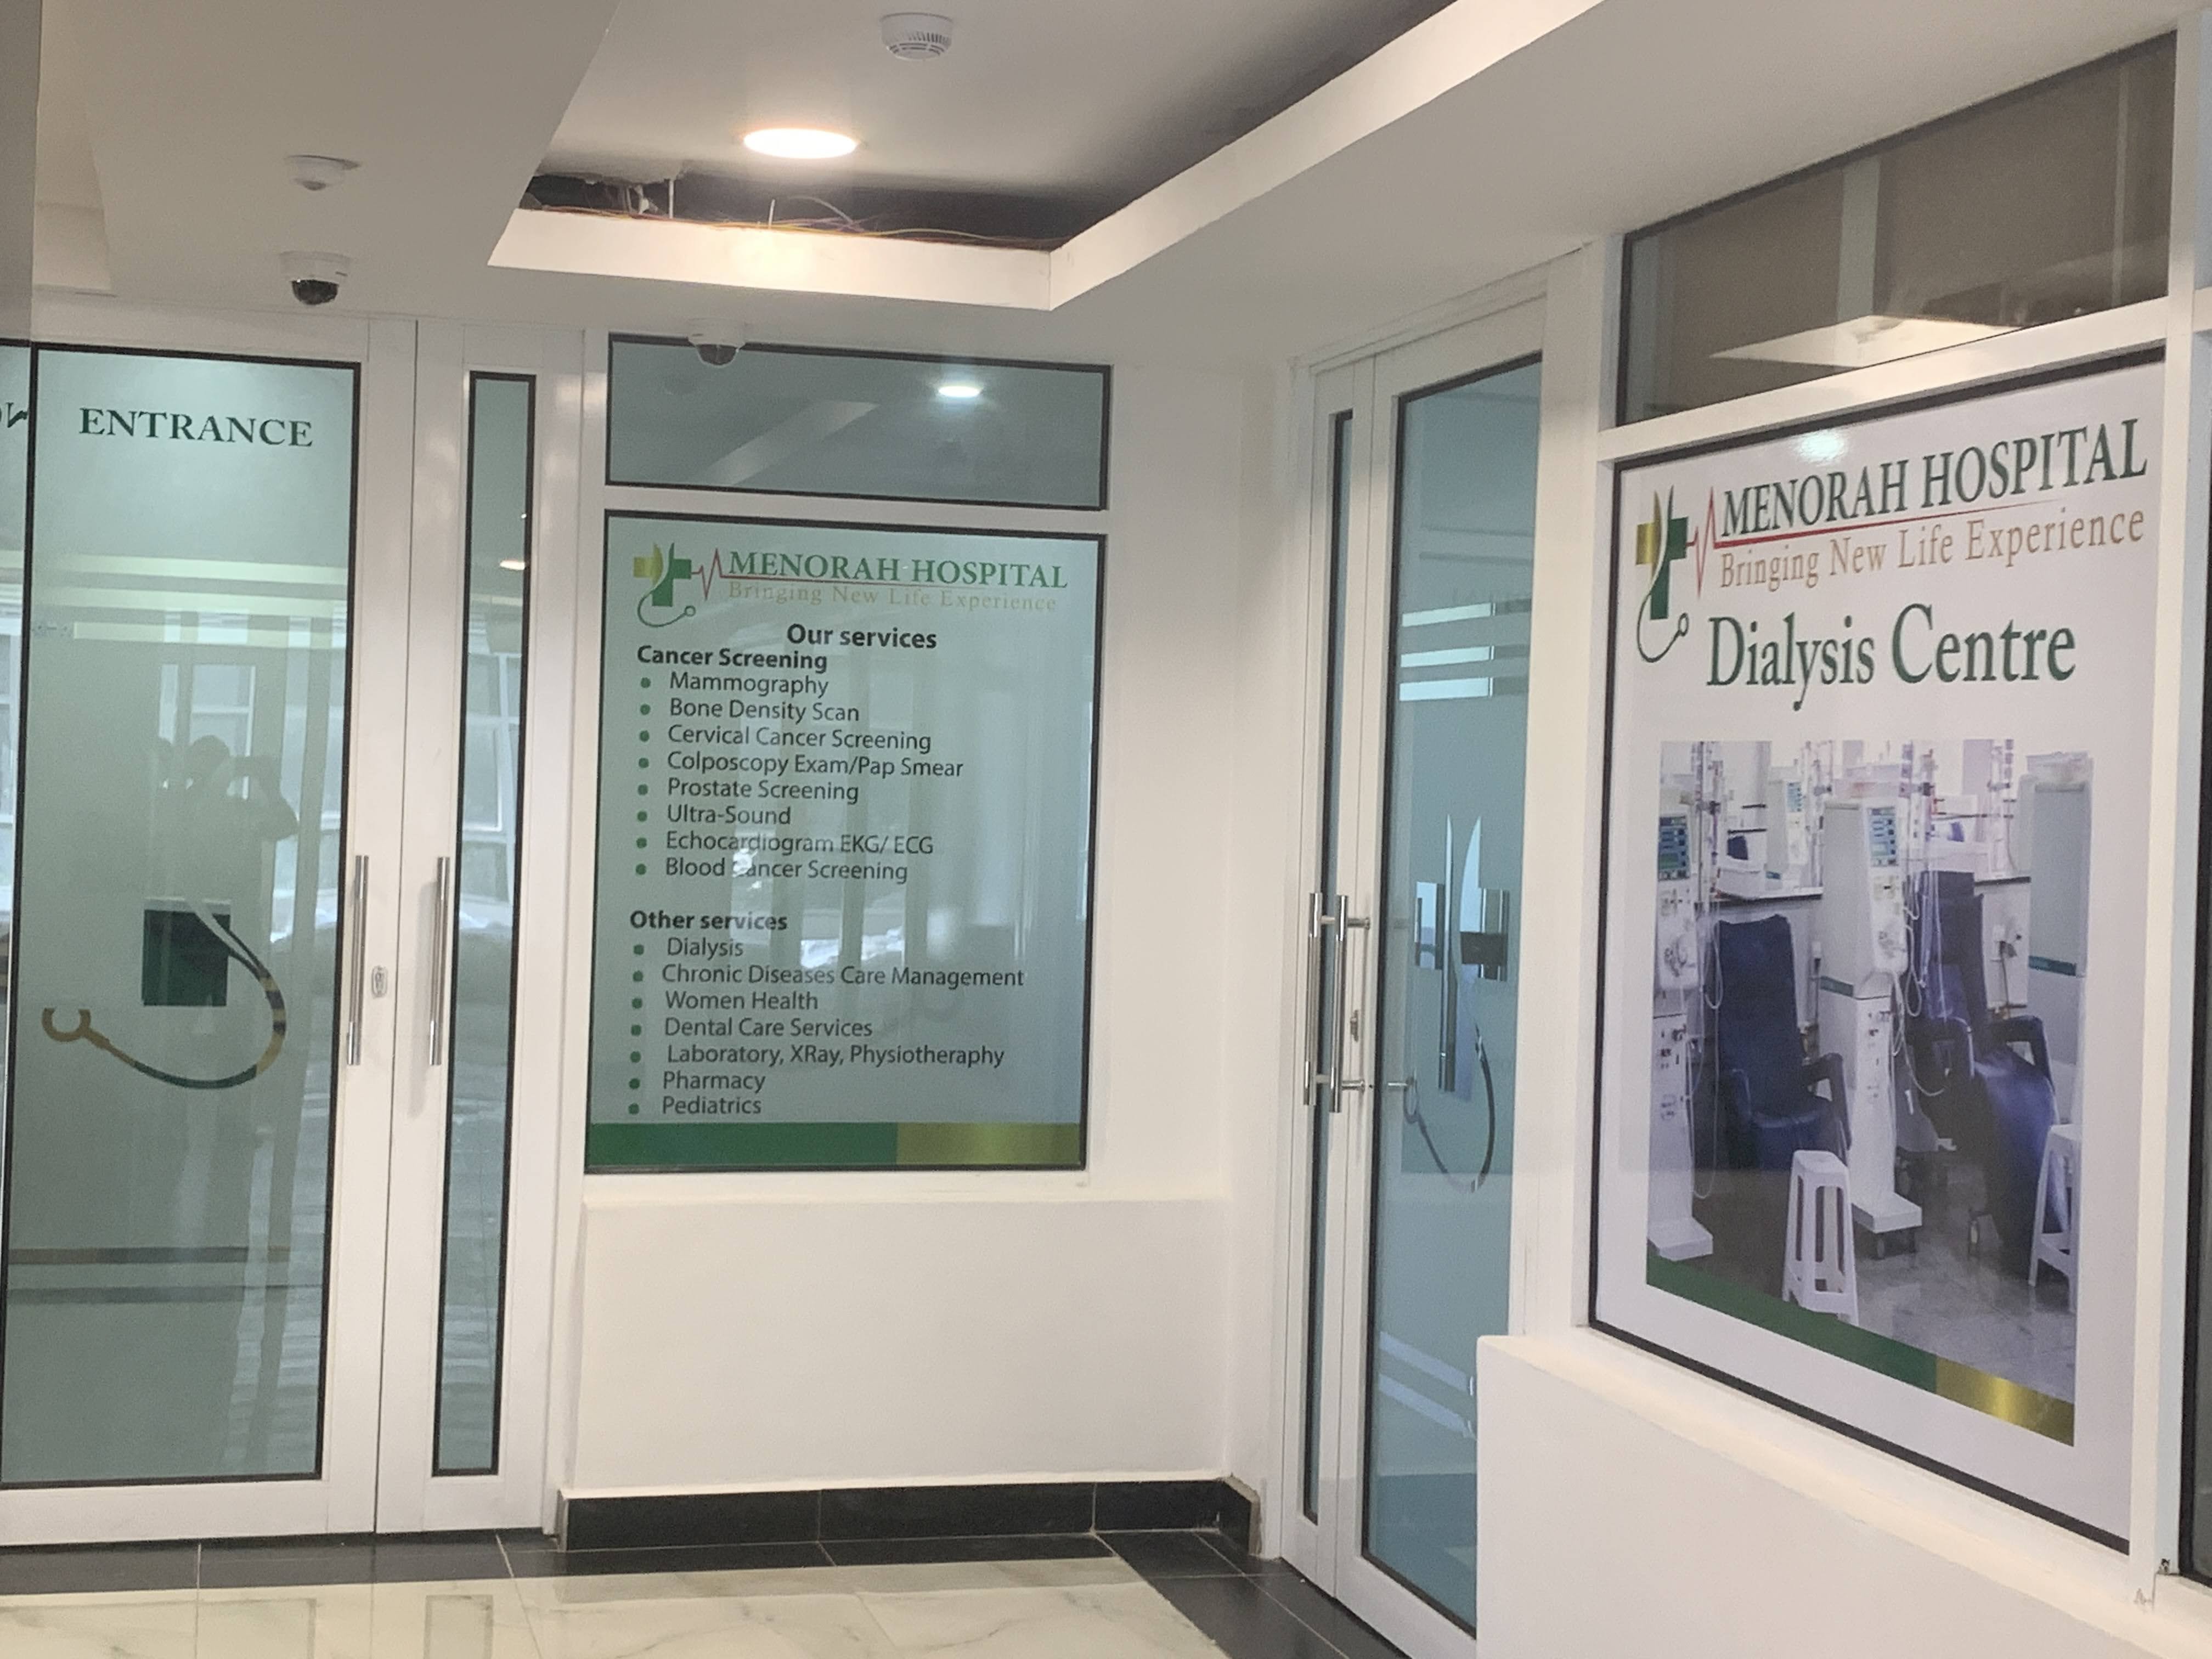 ENTRANCE
MENORAH HOSPITAL
Bringing New Life Experience
Our services
Cancer Screening
Mammography
Bone Density Scan
Cervical Cancer Screening
Colposcopy Exam/Pap Smear
Prostate Screening
Ultra-Sound
Echocardiogram EKG/ ECG
Blood Cancer Screening
Other services
Dialysis
Chronic Diseases Care Management
Women Health
Dental Care Services
Laboratory, XRay, Physiotheraphy
Pharmacy
Pediatrics
MENORAH HOSPITAL
Bringing New Life Experience
Dialysis Centre